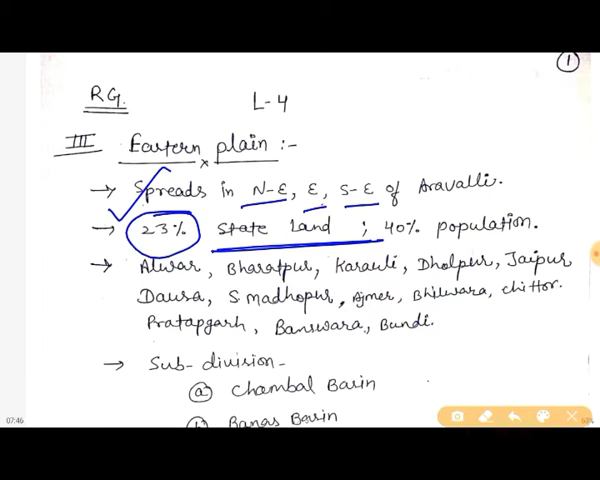 1
RG. L-4
III Eastern plain :-
→ Spreads in N-E, E, S-E of Aravalli.
→ 23% State land ; 40% population.
→ Alwar, Bharatpur, Karauli, Dholpur, Jaipur
Dausa, S madhopur, Ajmer, Bhilwara, chittor.
Pratapgarh, Banswara, Bundi.
→ Sub-division-
(a) Chambal Basin
(b) Banas Basin
07:46